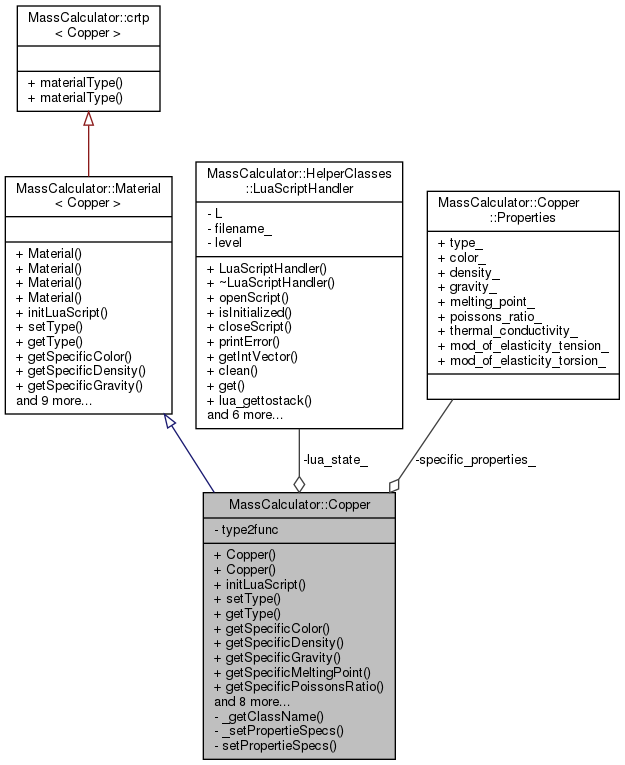 MassCalculator::crtp
< Copper >
+ materialType()
+ materialType()
MassCalculator::Material
< Copper >
+ Material()
+ Material()
+ Material()
+ Material()
+ initLuaScript()
+ setType()
+ getType()
+ getSpecificColor()
+ getSpecificDensity()
+ getSpecificGravity()
and 9 more...
MassCalculator::HelperClasses
::LuaScriptHandler
- L
- filename_
- level
+ LuaScriptHandler()
+ ~LuaScriptHandler()
+ openScript()
+ isInitialized()
+ closeScript()
+ printError()
+ getIntVector()
+ clean()
+ get()
+ lua_gettostack()
and 6 more...
MassCalculator::Copper
::Properties
+ type_
+ color_
+ density_
+ gravity_
+ melting_point_
+ poissons_ratio_
+ thermal_conductivity_
+ mod_of_elasticity_tension_
+ mod_of_elasticity_torsion_
-lua_state_
-specific_properties_
MassCalculator::Copper
- type2func
+ Copper()
+ Copper()
+ initLuaScript()
+ setType()
+ getType()
+ getSpecificColor()
+ getSpecificDensity()
+ getSpecificGravity()
+ getSpecificMeltingPoint()
+ getSpecificPoissonsRatio()
and 8 more...
- _getClassName()
- _setPropertieSpecs()
- setPropertieSpecs()